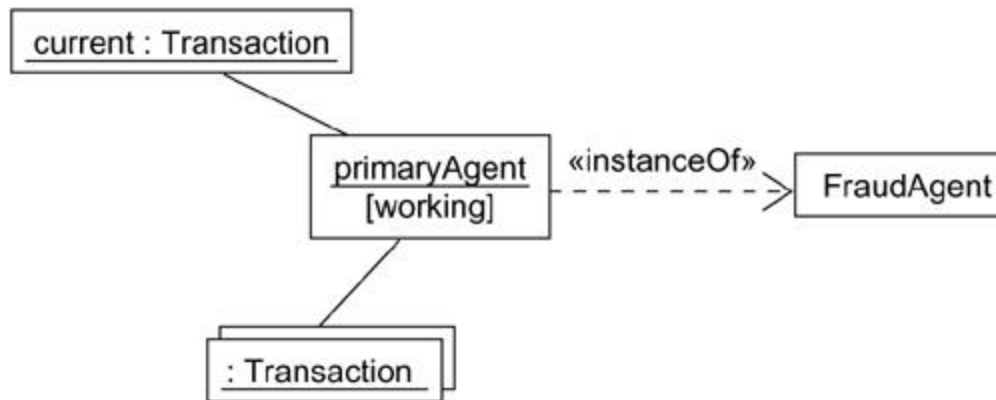 current : Transaction
primaryAgent
[working]
«instanceOf»
FraudAgent
: Transaction